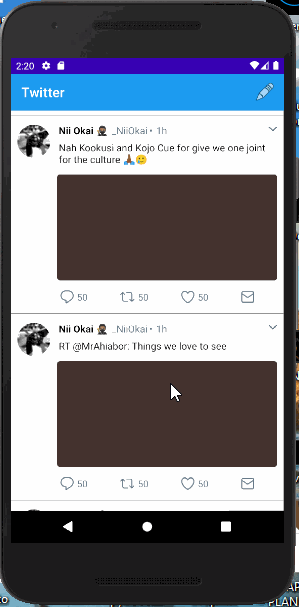 2:20
Twitter
Nii Okai 🤵🏿 _NiiOkai • 1h
Nah Kookusi and Kojo Cue for give we one joint
for the culture 🙏🏾🥲
50 50 50
Nii Okai 🤵🏿 _NiiOkai • 1h
RT @MrAhiabor: Things we love to see
50 50 50
PLAN